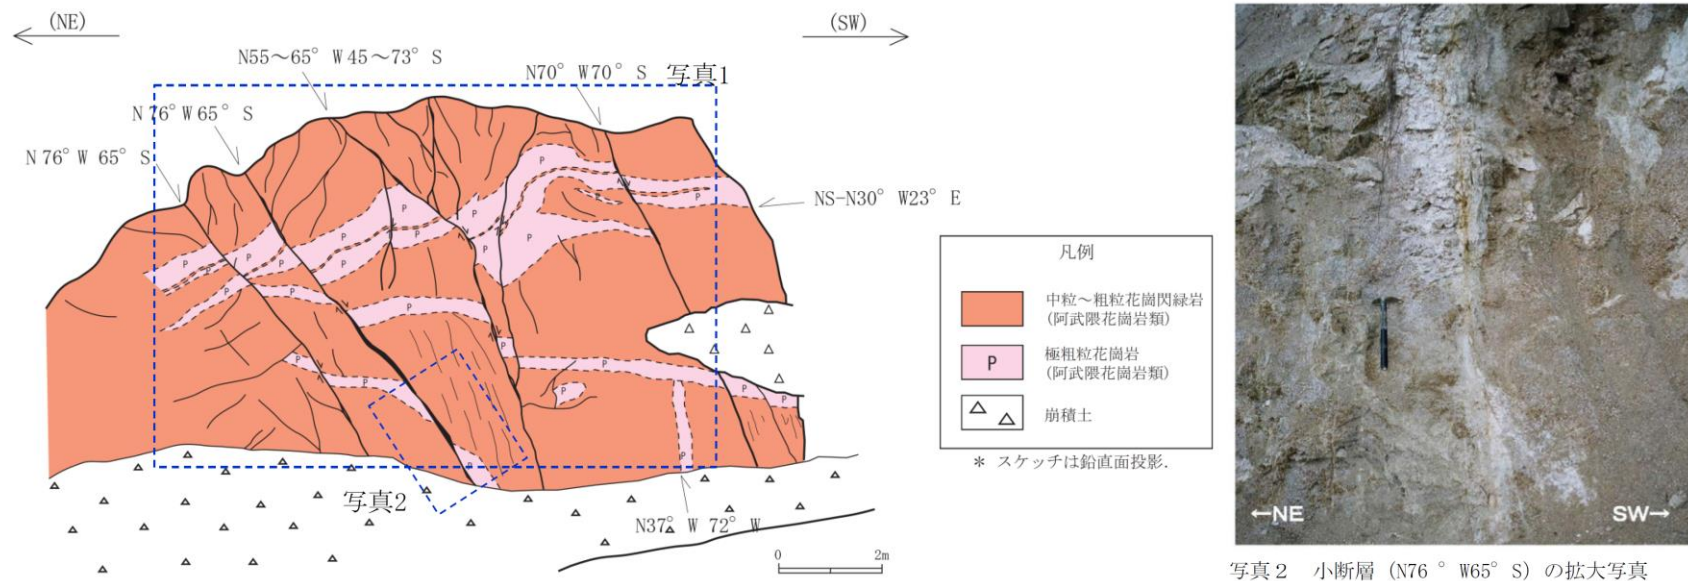 (NE)
(SW)
N55～65° W45～73° S
N70° W70° S
写真1
N 76° W 65° S
N 76° W 65° S
NS-N30° W23° E
P P P P P P P P P P P P P P P P P P P P P P P P
凡例
中粒～粗粒花崗閃緑岩
(阿武隈花崗岩類)
P
極粗粒花崗岩
(阿武隈花崗岩類)
崩積土
* スケッチは鉛直面投影.
写真2
N37° W 72° W
0
2m
←NE
SW→
写真2 小断層 (N76 ° W65° S) の拡大写真